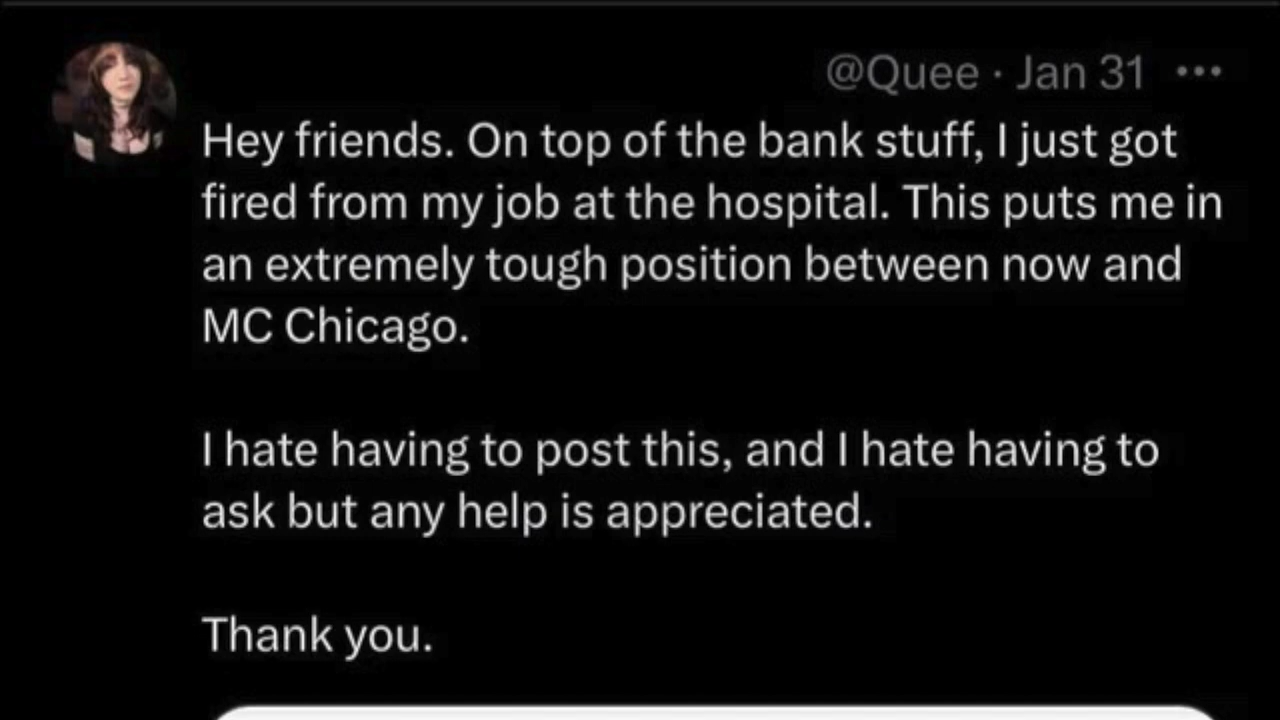 @Quee · Jan 31 ···
Hey friends. On top of the bank stuff, I just got
fired from my job at the hospital. This puts me in
an extremely tough position between now and
MC Chicago.
I hate having to post this, and I hate having to
ask but any help is appreciated.
Thank you.